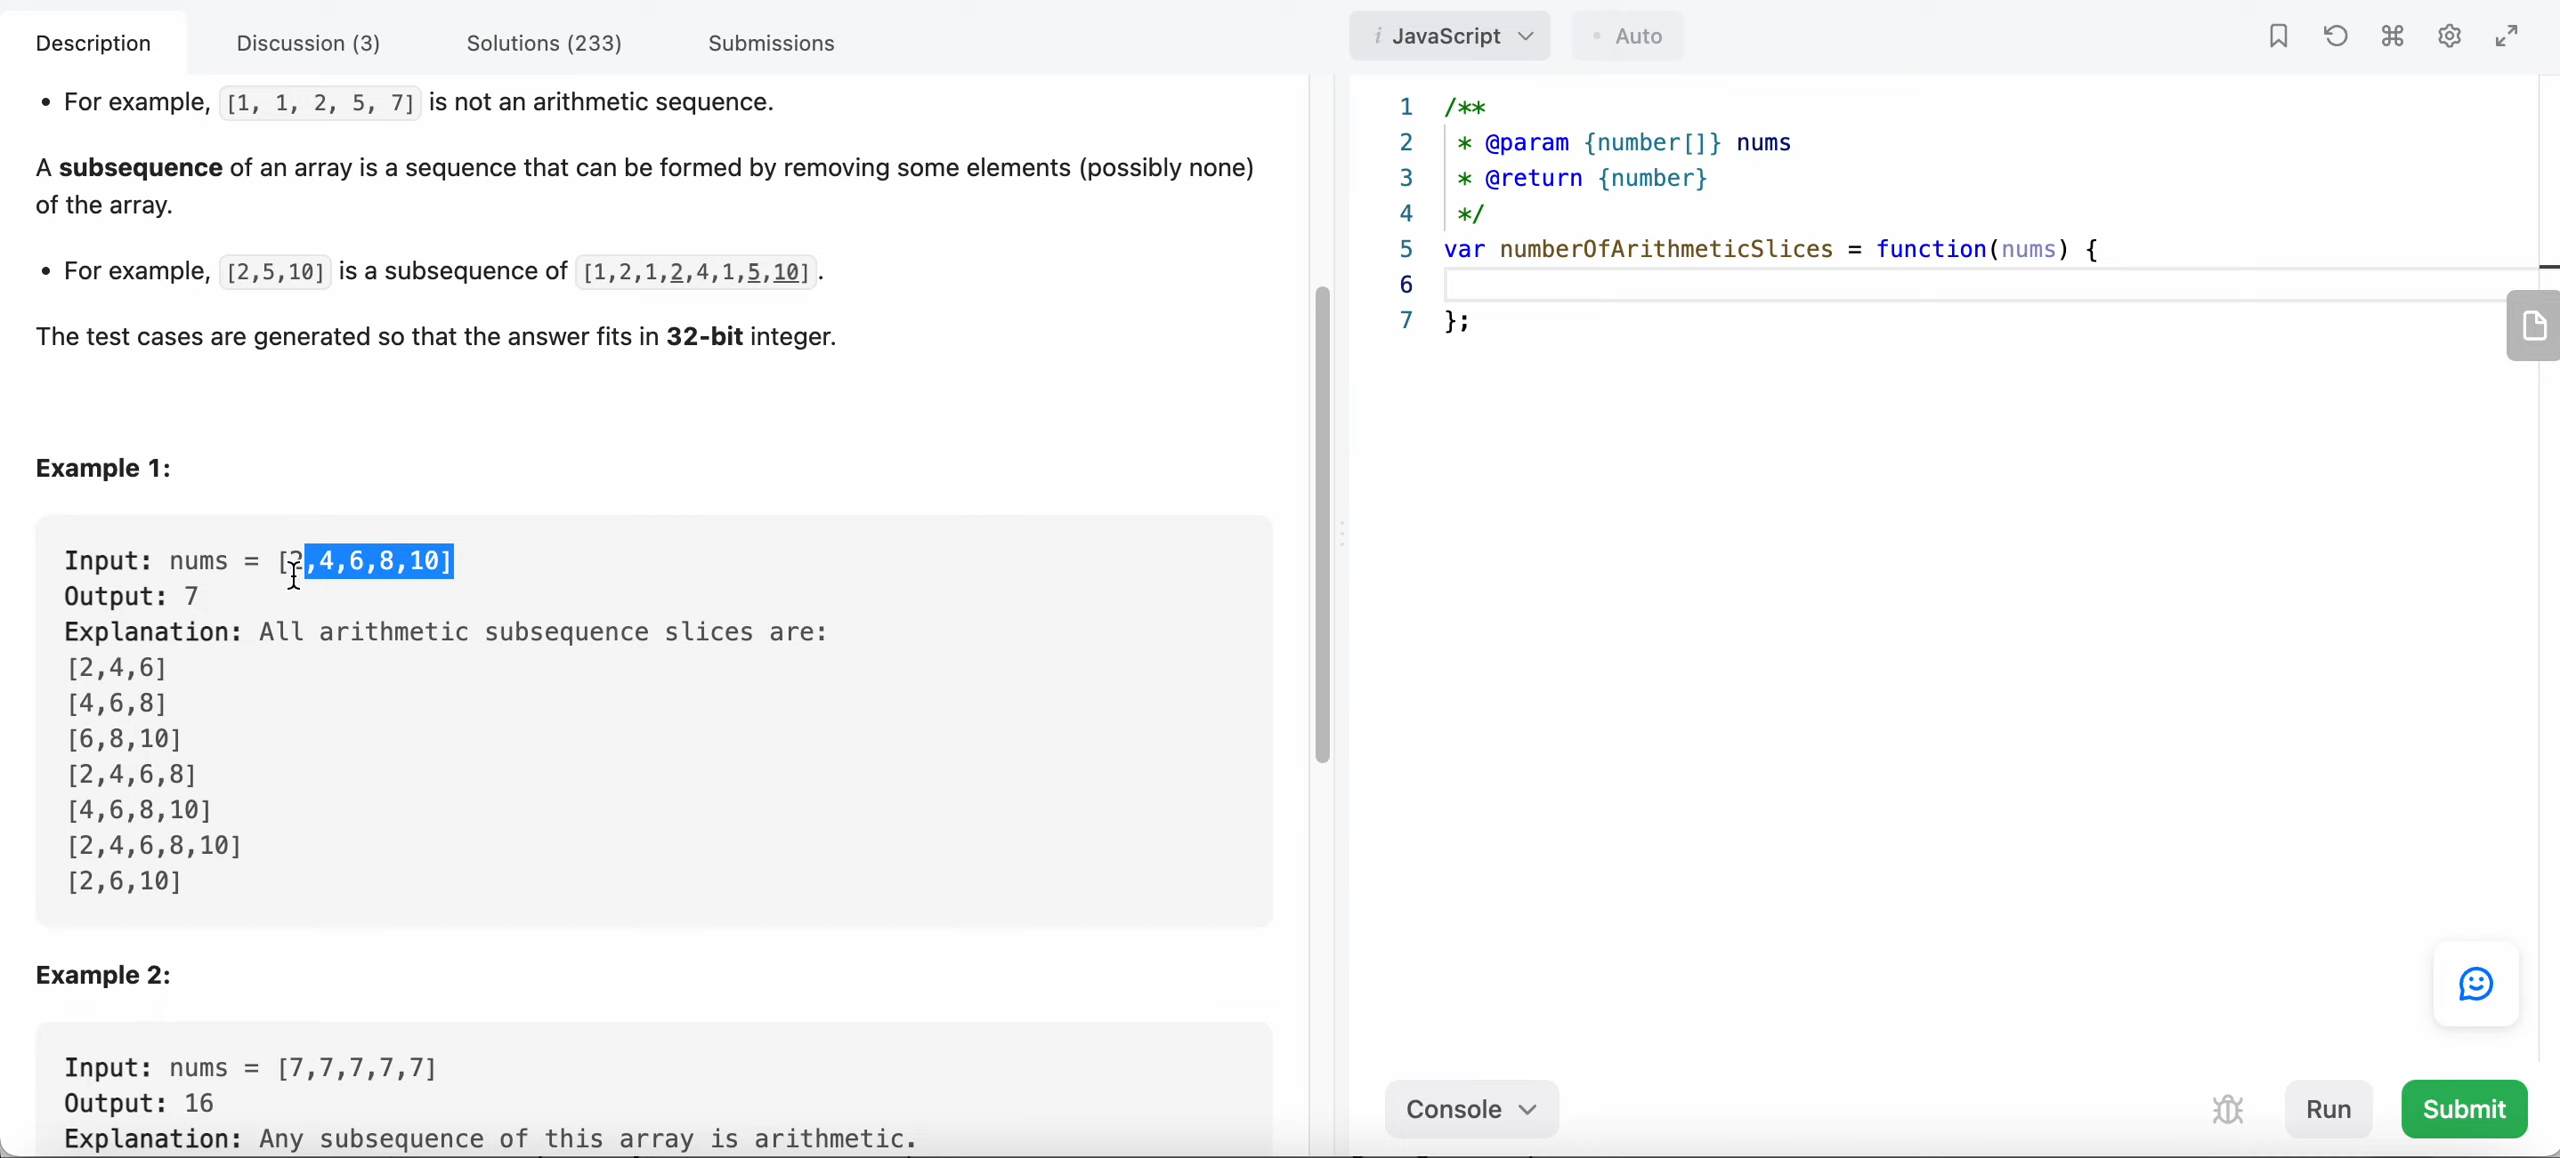 Description Discussion (3) Solutions (233) Submissions
• For example, [1, 1, 2, 5, 7] is not an arithmetic sequence.
A subsequence of an array is a sequence that can be formed by removing some elements (possibly none)
of the array.
• For example, [2,5,10] is a subsequence of [1,2,1,2,4,1,5,10].
The test cases are generated so that the answer fits in 32-bit integer.
Example 1:
Input: nums = [2,4,6,8,10]
Output: 7
Explanation: All arithmetic subsequence slices are:
[2,4,6]
[4,6,8]
[6,8,10]
[2,4,6,8]
[4,6,8,10]
[2,4,6,8,10]
[2,6,10]
Example 2:
Input: nums = [7,7,7,7,7]
Output: 16
Explanation: Any subsequence of this array is arithmetic.
i JavaScript • Auto
1 /**
2 * @param {number[]} nums
3 * @return {number}
4 */
5 var numberOfArithmeticSlices = function(nums) {
6
7 };
Console Run Submit